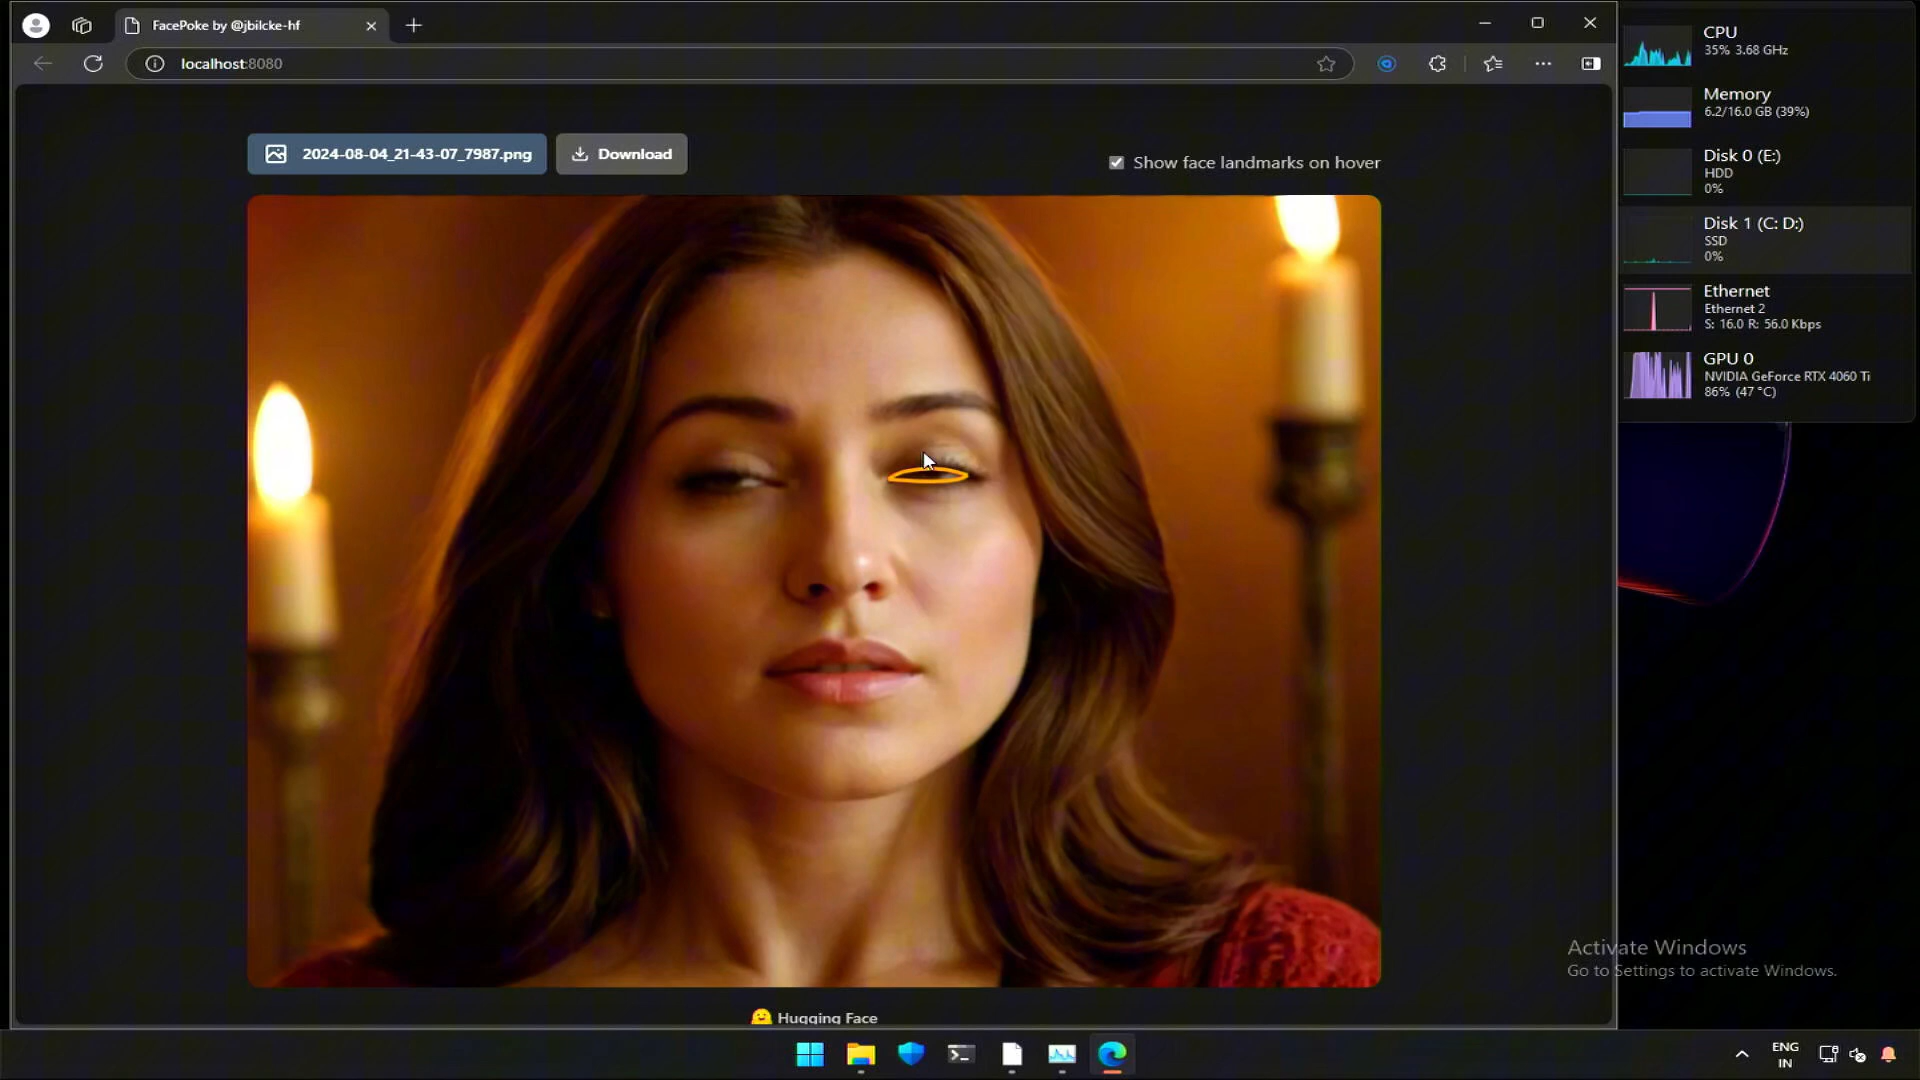 FacePoke by @jbilcke-hf
localhost:8080
2024-08-04_21-43-07_7987.png
Download
Show face landmarks on hover
Hugging Face
CPU
35% 3.68 GHz
Memory
6.2/16.0 GB (39%)
Disk 0 (E:)
HDD
0%
Disk 1 (C: D:)
SSD
0%
Ethernet
Ethernet 2
S: 16.0 R: 56.0 Kbps
GPU 0
NVIDIA GeForce RTX 4060 Ti
86% (47 °C)
Activate Windows
Go to Settings to activate Windows.
ENG
IN